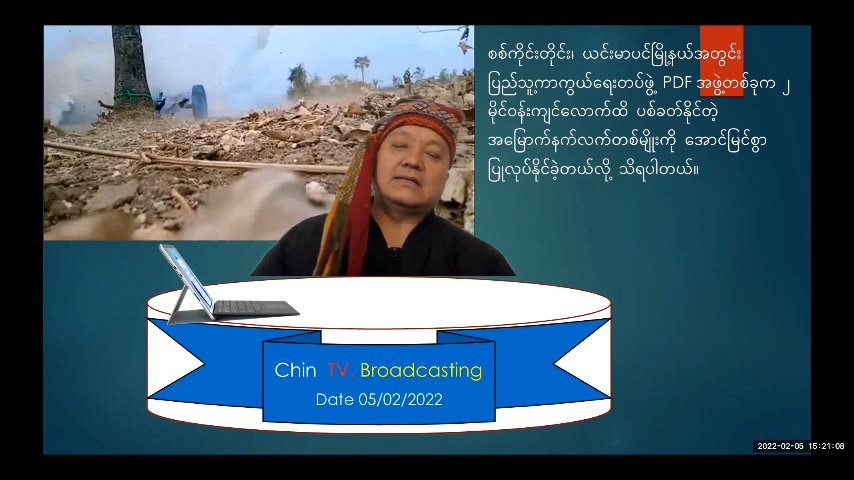 စစ်ကိုင်းတိုင်း၊ ယင်းမာပင်မြို့နယ်အတွင်း
ပြည်သူ့ကာကွယ်ရေးတပ်ဖွဲ့ PDF အဖွဲ့တစ်ခုက ၂
မိုင်ဝန်းကျင်လောက်ထိ ပစ်ခတ်နိုင်တဲ့
အမြောက်နက်လက်တစ်မျိုးကို အောင်မြင်စွာ
ပြုလုပ်နိုင်ခဲ့တယ်လို့ သိရပါတယ်။
Chin TV. Broadcasting
Date 05/02/2022
2022-02-05 15:21:08